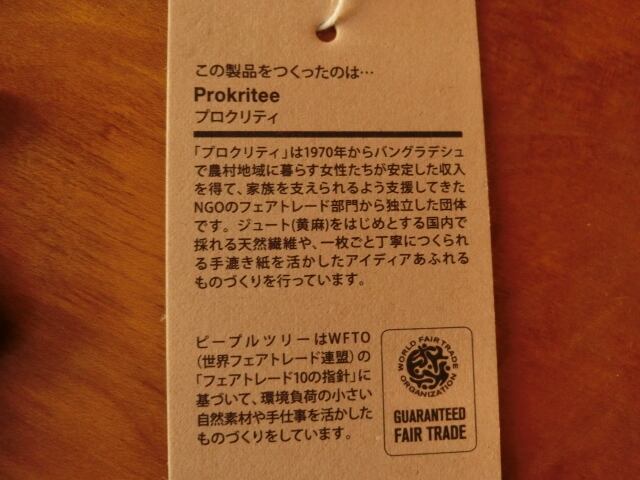 この製品をつくったのは…
Prokritee
プロクリティ
「プロクリティ」は1970年からバングラデシュ
で農村地域に暮らす女性たちが安定した収入
を得て、家族を支えられるよう支援してきた
NGOのフェアトレード部門から独立した団体
です。ジュート(黄麻)をはじめとする国内で
採れる天然繊維や、一枚ごと丁寧につくられ
る手漉き紙を活かしたアイディアあふれる
ものづくりを行っています。
ピープルツリーはWFTO
(世界フェアトレード連盟)の
「フェアトレード10の指針」に
基づいて、環境負荷の小さい
自然素材や手仕事を活かした
ものづくりをしています。
WORLD FAIR TRADE
ORGANIZATION
GUARANTEED
FAIR TRADE